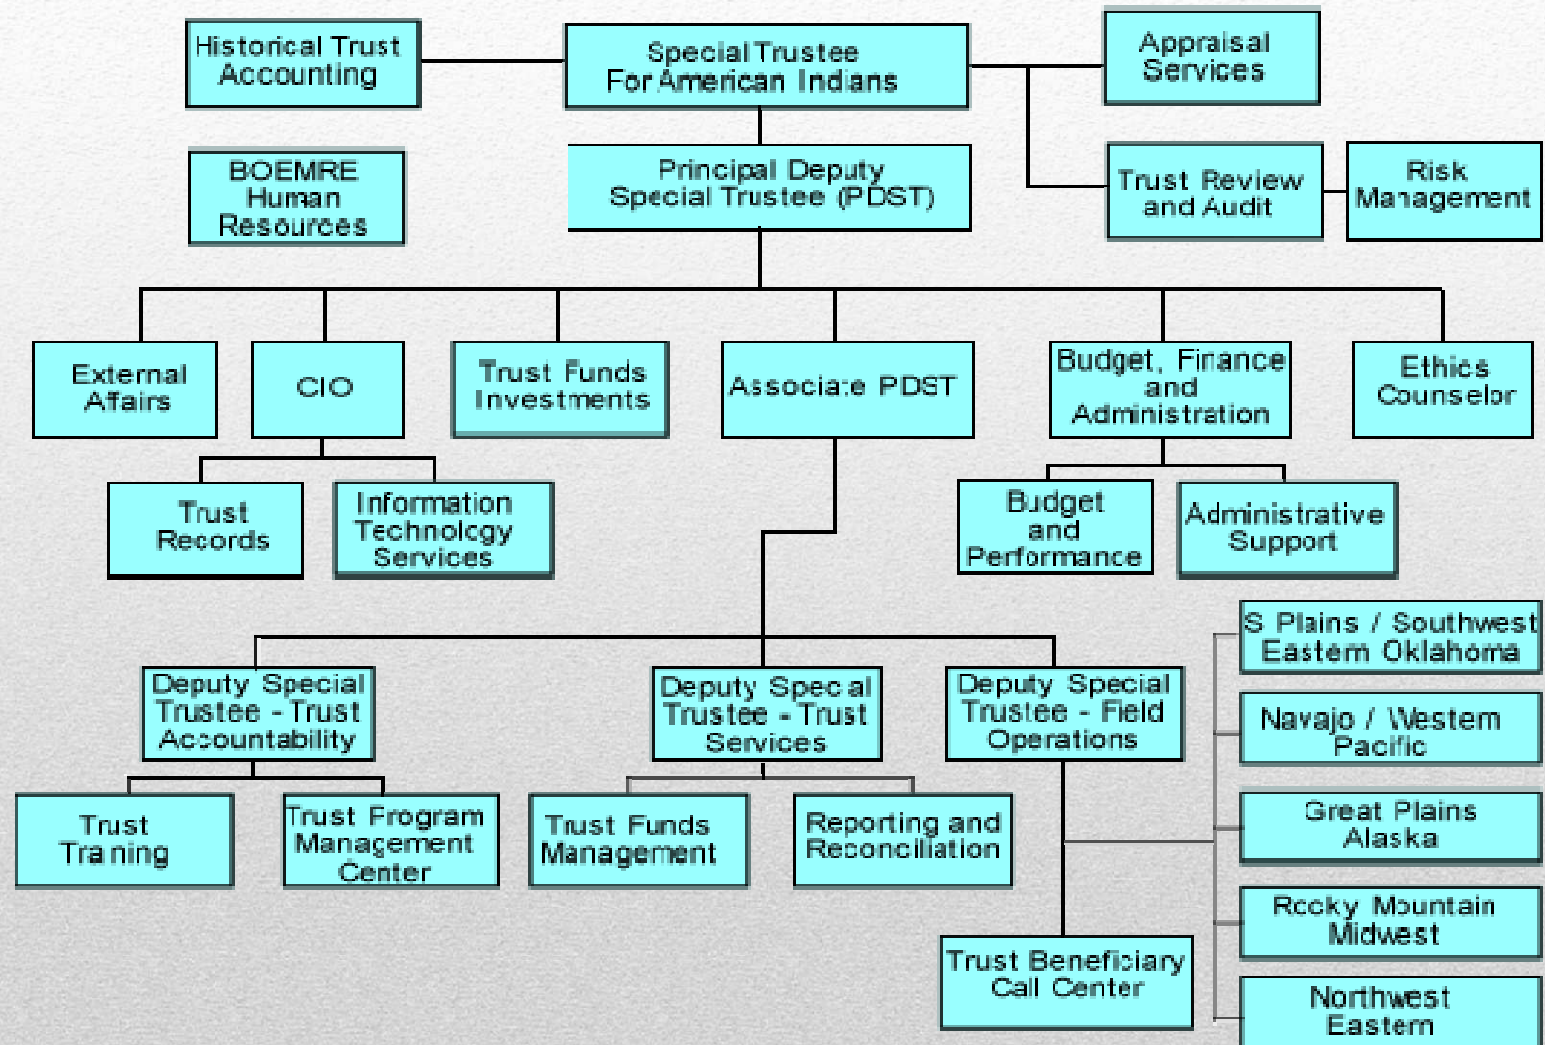 Historical Trust
Accounting
Special Trustee
For American Indians
Appraisal
Services
BOEMRE
Human
Resources
Principal Deputy
Special Trustee (PDST)
Trust Review
and Audit
Risk
Management
External
Affairs
CIO
Trust Funds
Investments
Associate PDST
Budget, Finance
and
Administration
Ethics
Counselor
Trust
Records
Information
Technology
Services
Budget
and
Performance
Administrative
Support
S Plains / Southwest
Eastern Oklahoma
Navajo / Western
Pacific
Great Plains
Alaska
Rocky Mountain
Midwest
Northwest
Eastern
Deputy Special
Trustee - Trust
Accountability
Deputy Special
Trustee - Trust
Services
Deputy Special
Trustee - Field
Operations
Trust
Training
Trust Program
Management
Center
Trust Funds
Management
Reporting and
Reconciliation
Trust Beneficiary
Call Center